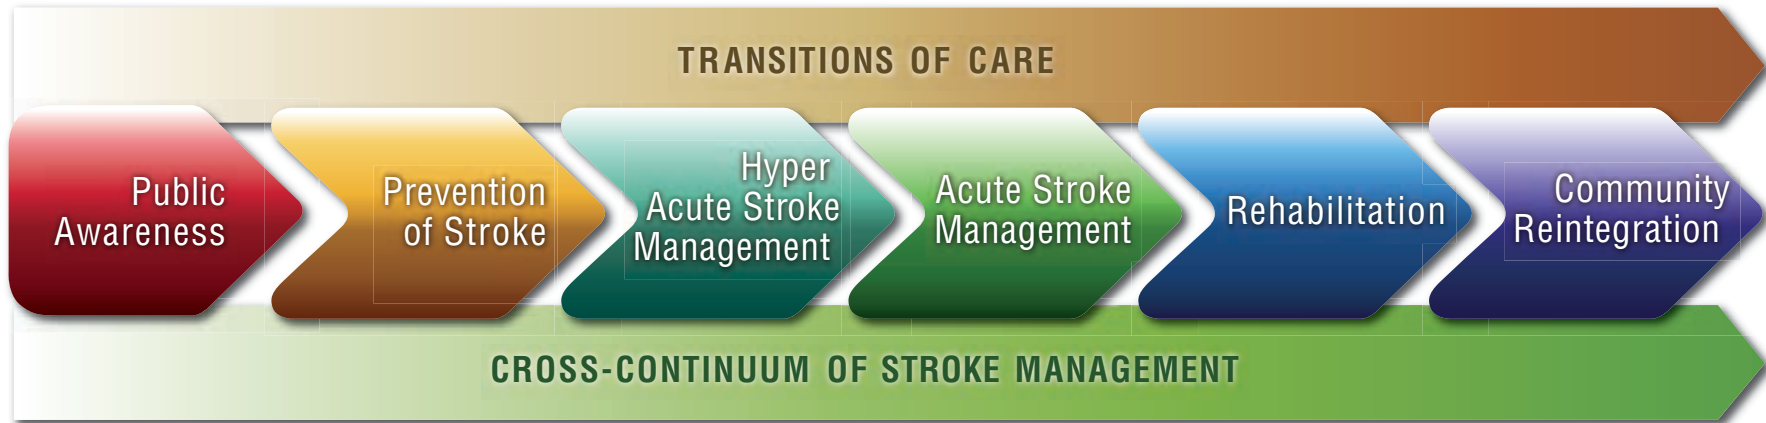 TRANSITIONS OF CARE
Public
Awareness
Prevention
of Stroke
Hyper
Acute Stroke
Management
Acute Stroke
Management
Rehabilitation
Community
Reintegration
CROSS-CONTINUUM OF STROKE MANAGEMENT